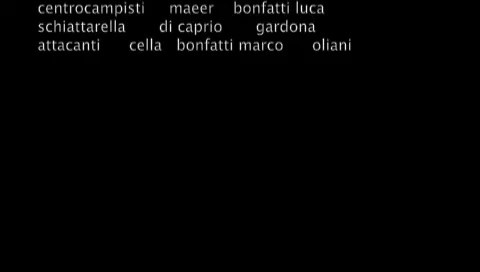 centrocampisti maeer bonfatti luca
schiattarella di caprio gardona
attacanti cella bonfatti marco oliani